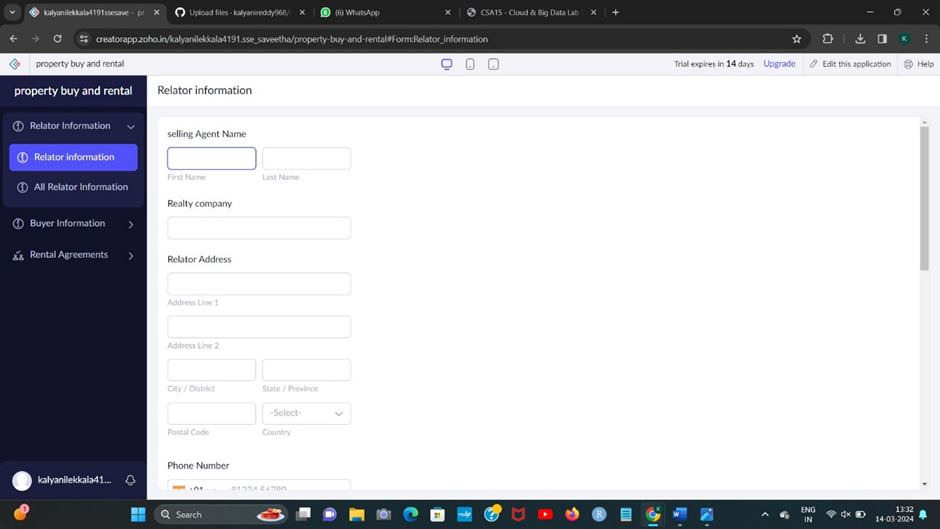 kalyanilekkala4191ssesave - pr
Upload files - kalyanireddy968/
(6) WhatsApp
CSA15 - Cloud & Big Data Lab
creatorapp.zoho.in/kalyanilekkala4191.sse_saveetha/property-buy-and-rental#Form:Relator_information
K
property buy and rental
Trial expires in 14 days
Upgrade
Edit this application
Help
property buy and rental
Relator Information
Relator information
All Relator Information
Buyer Information
Rental Agreements
kalyanilekkala41...
Relator information
selling Agent Name
First Name
Last Name
Realty company
Relator Address
Address Line 1
Address Line 2
City / District
State / Province
-Select-
Postal Code
Country
Phone Number
+91
81234 56789
Search
ENG
IN
13:32
14-03-2024